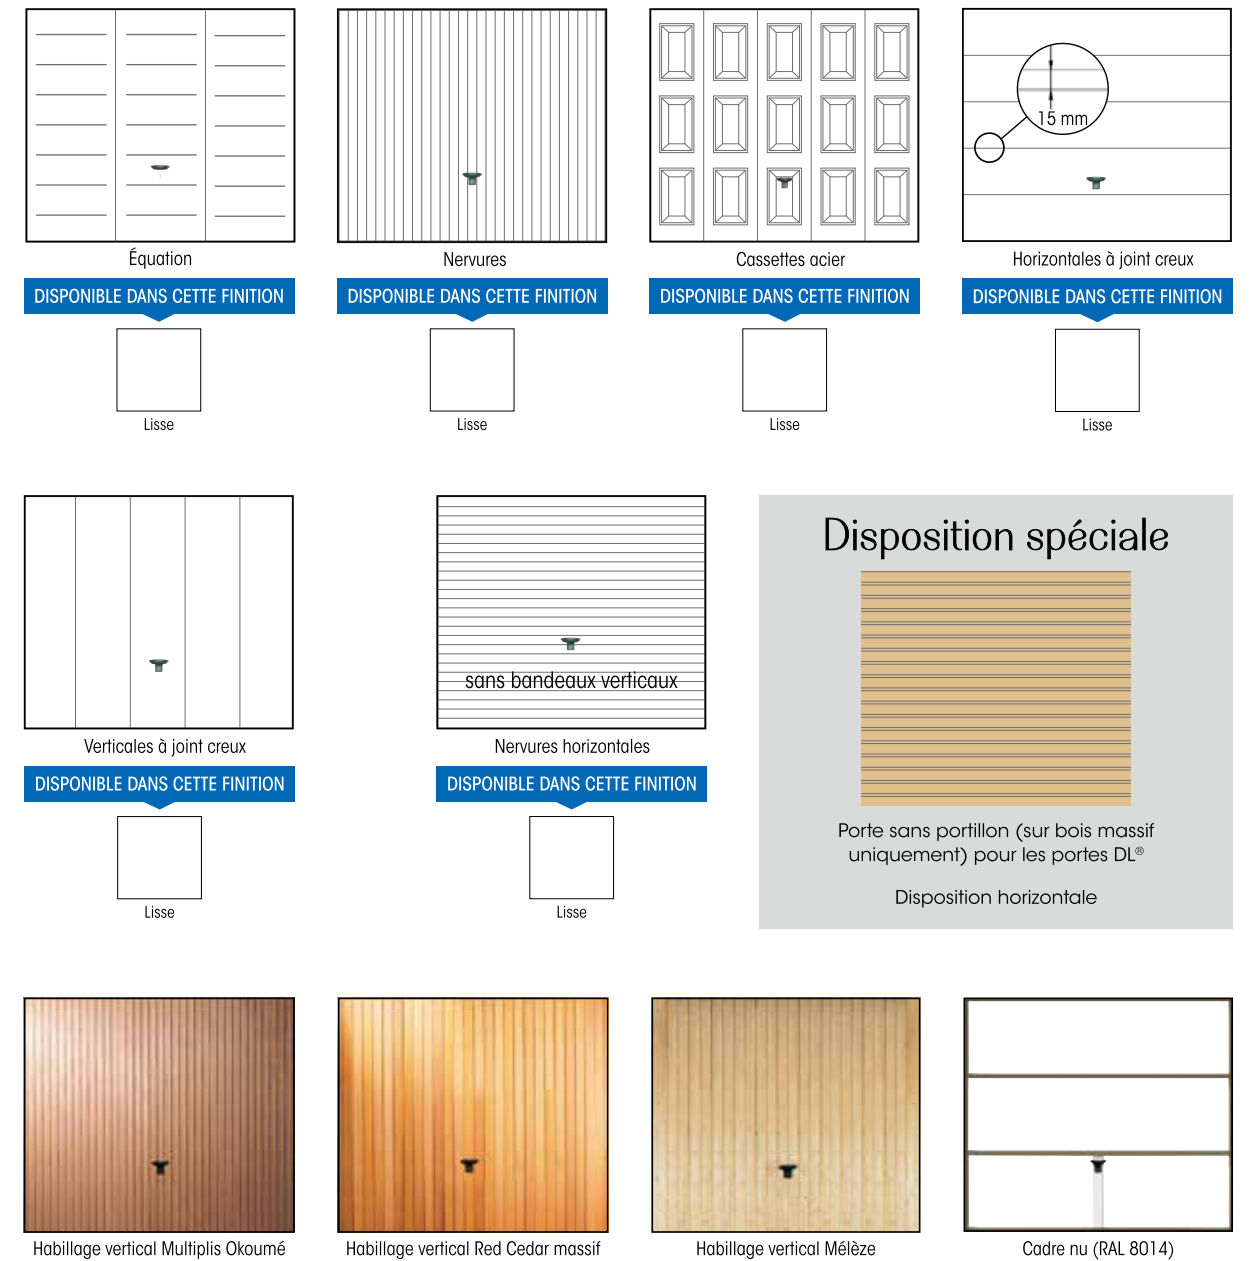 15 mm
Équation
Nervures
Cassettes acier
Horizontales à joint creux
DISPONIBLE DANS CETTE FINITION
DISPONIBLE DANS CETTE FINITION
DISPONIBLE DANS CETTE FINITION
DISPONIBLE DANS CETTE FINITION
Lisse
Lisse
Lisse
Lisse
sans bandeaux verticaux
Verticales à joint creux
Nervures horizontales
DISPONIBLE DANS CETTE FINITION
DISPONIBLE DANS CETTE FINITION
Lisse
Lisse
Disposition spéciale
Porte sans portillon (sur bois massif
uniquement) pour les portes DL®
Disposition horizontale
Habillage vertical Multiplis Okoumé
Habillage vertical Red Cedar massif
Habillage vertical Mélèze
Cadre nu (RAL 8014)